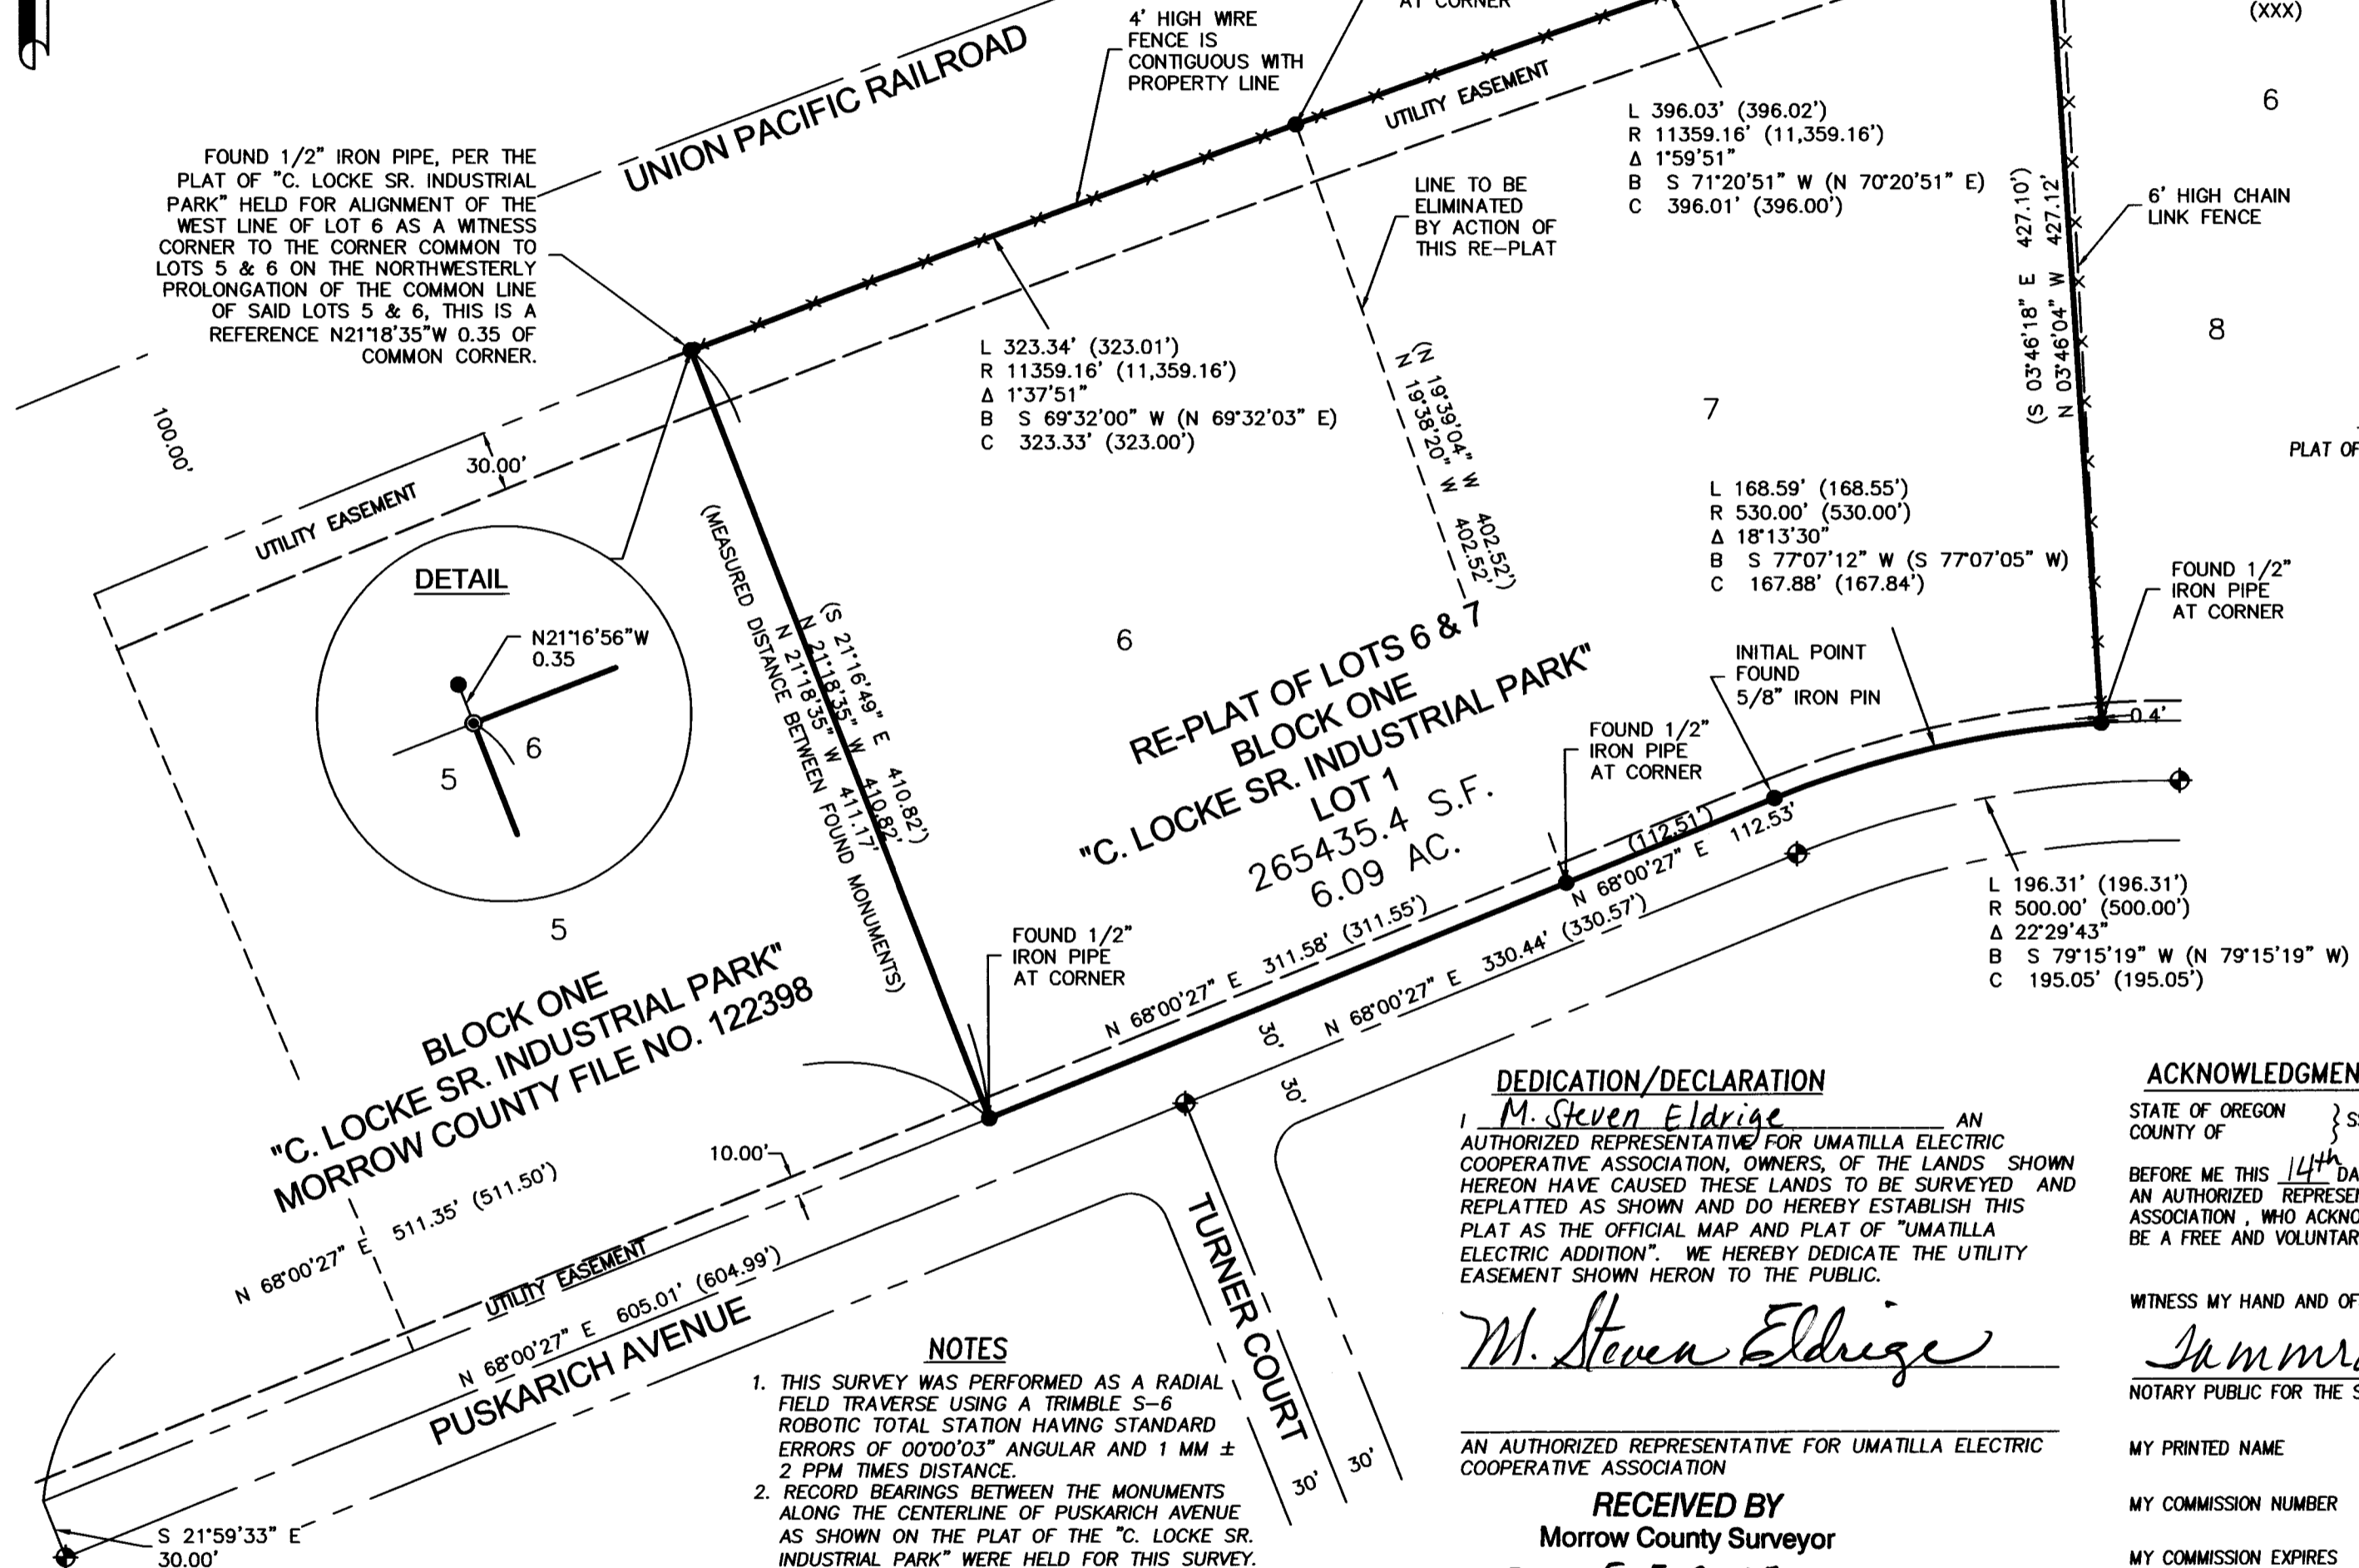 AT CORNER
(XXX)
4' HIGH WIRE
FENCE IS
CONTIGUOUS WITH
PROPERTY LINE
UNION PACIFIC RAILROAD
UTILITY EASEMENT
L 396.03' (396.02')
R 11359.16' (11,359.16')
Δ 1°59'51"
B S 71°20'51" W (N 70°20'51" E)
C 396.01' (396.00')
6
FOUND 1/2" IRON PIPE, PER THE
PLAT OF "C. LOCKE SR. INDUSTRIAL
PARK" HELD FOR ALIGNMENT OF THE
WEST LINE OF LOT 6 AS A WITNESS
CORNER TO THE CORNER COMMON TO
LOTS 5 & 6 ON THE NORTHWESTERLY
PROLONGATION OF THE COMMON LINE
OF SAID LOTS 5 & 6, THIS IS A
REFERENCE N21°18'35"W 0.35 OF
COMMON CORNER.
LINE TO BE
ELIMINATED
BY ACTION OF
THIS RE-PLAT
(S 03°46'18" E 427.10')
N 03°46'04" W 427.12'
6' HIGH CHAIN
LINK FENCE
8
L 323.34' (323.01')
R 11359.16' (11,359.16')
Δ 1°37'51"
B S 69°32'00" W (N 69°32'03" E)
C 323.33' (323.00')
(N 19°39'04" W 402.52')
N 19°38'20" W 402.52'
7
PLAT OF
100.00'
30.00'
UTILITY EASEMENT
L 168.59' (168.55')
R 530.00' (530.00')
Δ 18°13'30"
B S 77°07'12" W (S 77°07'05" W)
C 167.88' (167.84')
FOUND 1/2"
IRON PIPE
AT CORNER
DETAIL
N21°16'56"W
0.35
6
5
(S 21°16'49" E 410.82')
N 21°18'35" W 410.82'
N 21°18'35" W 411.17'
(MEASURED DISTANCE BETWEEN FOUND MONUMENTS)
6
INITIAL POINT
FOUND
5/8" IRON PIN
0.4'
RE-PLAT OF LOTS 6 & 7
BLOCK ONE
"C. LOCKE SR. INDUSTRIAL PARK"
LOT 1
265435.4 S.F.
6.09 AC.
FOUND 1/2"
IRON PIPE
AT CORNER
(112.51')
N 68°00'27" E 112.53'
L 196.31' (196.31')
R 500.00' (500.00')
Δ 22°29'43"
B S 79°15'19" W (N 79°15'19" W)
C 195.05' (195.05')
5
FOUND 1/2"
IRON PIPE
AT CORNER
N 68°00'27" E 311.58' (311.55')
N 68°00'27" E 330.44' (330.57')
30'
30'
BLOCK ONE
"C. LOCKE SR. INDUSTRIAL PARK"
MORROW COUNTY FILE NO. 122398
N 68°00'27" E 511.35' (511.50')
10.00'
UTILITY EASEMENT
N 68°00'27" E 605.01' (604.99')
PUSKARICH AVENUE
TURNER COURT
30'
30'
S 21°59'33" E
30.00'
NOTES
1. THIS SURVEY WAS PERFORMED AS A RADIAL
FIELD TRAVERSE USING A TRIMBLE S-6
ROBOTIC TOTAL STATION HAVING STANDARD
ERRORS OF 00°00'03" ANGULAR AND 1 MM ±
2 PPM TIMES DISTANCE.
2. RECORD BEARINGS BETWEEN THE MONUMENTS
ALONG THE CENTERLINE OF PUSKARICH AVENUE
AS SHOWN ON THE PLAT OF THE "C. LOCKE SR.
INDUSTRIAL PARK" WERE HELD FOR THIS SURVEY.
DEDICATION/DECLARATION
I M. Steven Eldrige AN
AUTHORIZED REPRESENTATIVE FOR UMATILLA ELECTRIC
COOPERATIVE ASSOCIATION, OWNERS, OF THE LANDS SHOWN
HEREON HAVE CAUSED THESE LANDS TO BE SURVEYED AND
REPLATTED AS SHOWN AND DO HEREBY ESTABLISH THIS
PLAT AS THE OFFICIAL MAP AND PLAT OF "UMATILLA
ELECTRIC ADDITION". WE HEREBY DEDICATE THE UTILITY
EASEMENT SHOWN HERON TO THE PUBLIC.
M. Steven Eldrige
AN AUTHORIZED REPRESENTATIVE FOR UMATILLA ELECTRIC
COOPERATIVE ASSOCIATION
RECEIVED BY
Morrow County Surveyor
ACKNOWLEDGMEN
STATE OF OREGON
COUNTY OF
BEFORE ME THIS 14th DA
AN AUTHORIZED REPRESEN
ASSOCIATION, WHO ACKNO
BE A FREE AND VOLUNTAR
WITNESS MY HAND AND OF
NOTARY PUBLIC FOR THE S
MY PRINTED NAME
MY COMMISSION NUMBER
MY COMMISSION EXPIRES